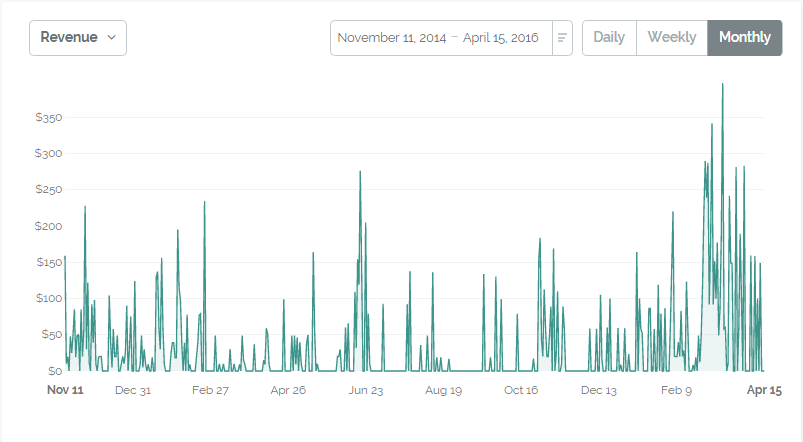 Revenue
November 11, 2014 – April 15, 2016
Daily Weekly Monthly
$350
$300
$250
$200
$150
$100
$50
$0
Nov 11 Dec 31 Feb 27 Apr 26 Jun 23 Aug 19 Oct 16 Dec 13 Feb 9 Apr 15